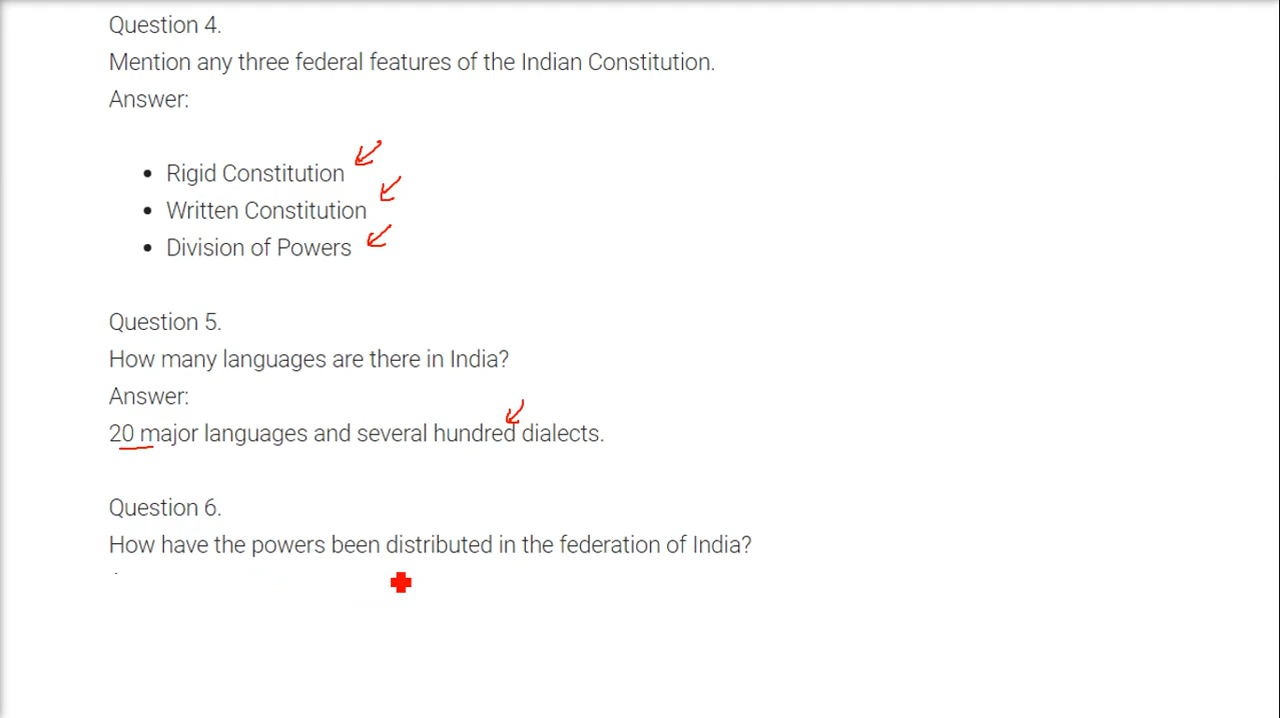 Question 4.
Mention any three federal features of the Indian Constitution.
Answer:
• Rigid Constitution
• Written Constitution
• Division of Powers
Question 5.
How many languages are there in India?
Answer:
20 major languages and several hundred dialects.
Question 6.
How have the powers been distributed in the federation of India?